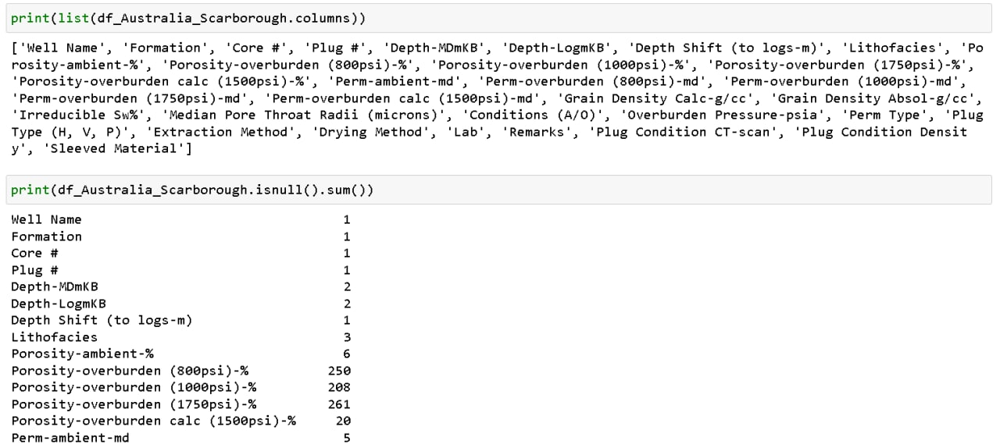 print(list(df_Australia_Scarborough.columns))
['Well Name', 'Formation', 'Core #', 'Plug #', 'Depth-MDmKB', 'Depth-LogmKB', 'Depth Shift (to logs-m)', 'Lithofacies', 'Po
rosity-ambient-%', 'Porosity-overburden (800psi)-%', 'Porosity-overburden (1000psi)-%', 'Porosity-overburden (1750psi)-%',
'Porosity-overburden calc (1500psi)-%', 'Perm-ambient-md', 'Perm-overburden (800psi)-md', 'Perm-overburden (1000psi)-md',
'Perm-overburden (1750psi)-md', 'Perm-overburden calc (1500psi)-md', 'Grain Density Calc-g/cc', 'Grain Density Absol-g/cc',
'Irreducible Sw%', 'Median Pore Throat Radii (microns)', 'Conditions (A/O)', 'Overburden Pressure-psia', 'Perm Type', 'Plug
Type (H, V, P)', 'Extraction Method', 'Drying Method', 'Lab', 'Remarks', 'Plug Condition CT-scan', 'Plug Condition Densit
y', 'Sleeved Material']
print(df_Australia_Scarborough.isnull().sum())
Well Name 1
Formation 1
Core # 1
Plug # 1
Depth-MDmKB 2
Depth-LogmKB 2
Depth Shift (to logs-m) 1
Lithofacies 3
Porosity-ambient-% 6
Porosity-overburden (800psi)-% 250
Porosity-overburden (1000psi)-% 208
Porosity-overburden (1750psi)-% 261
Porosity-overburden calc (1500psi)-% 20
Perm-ambient-md 5